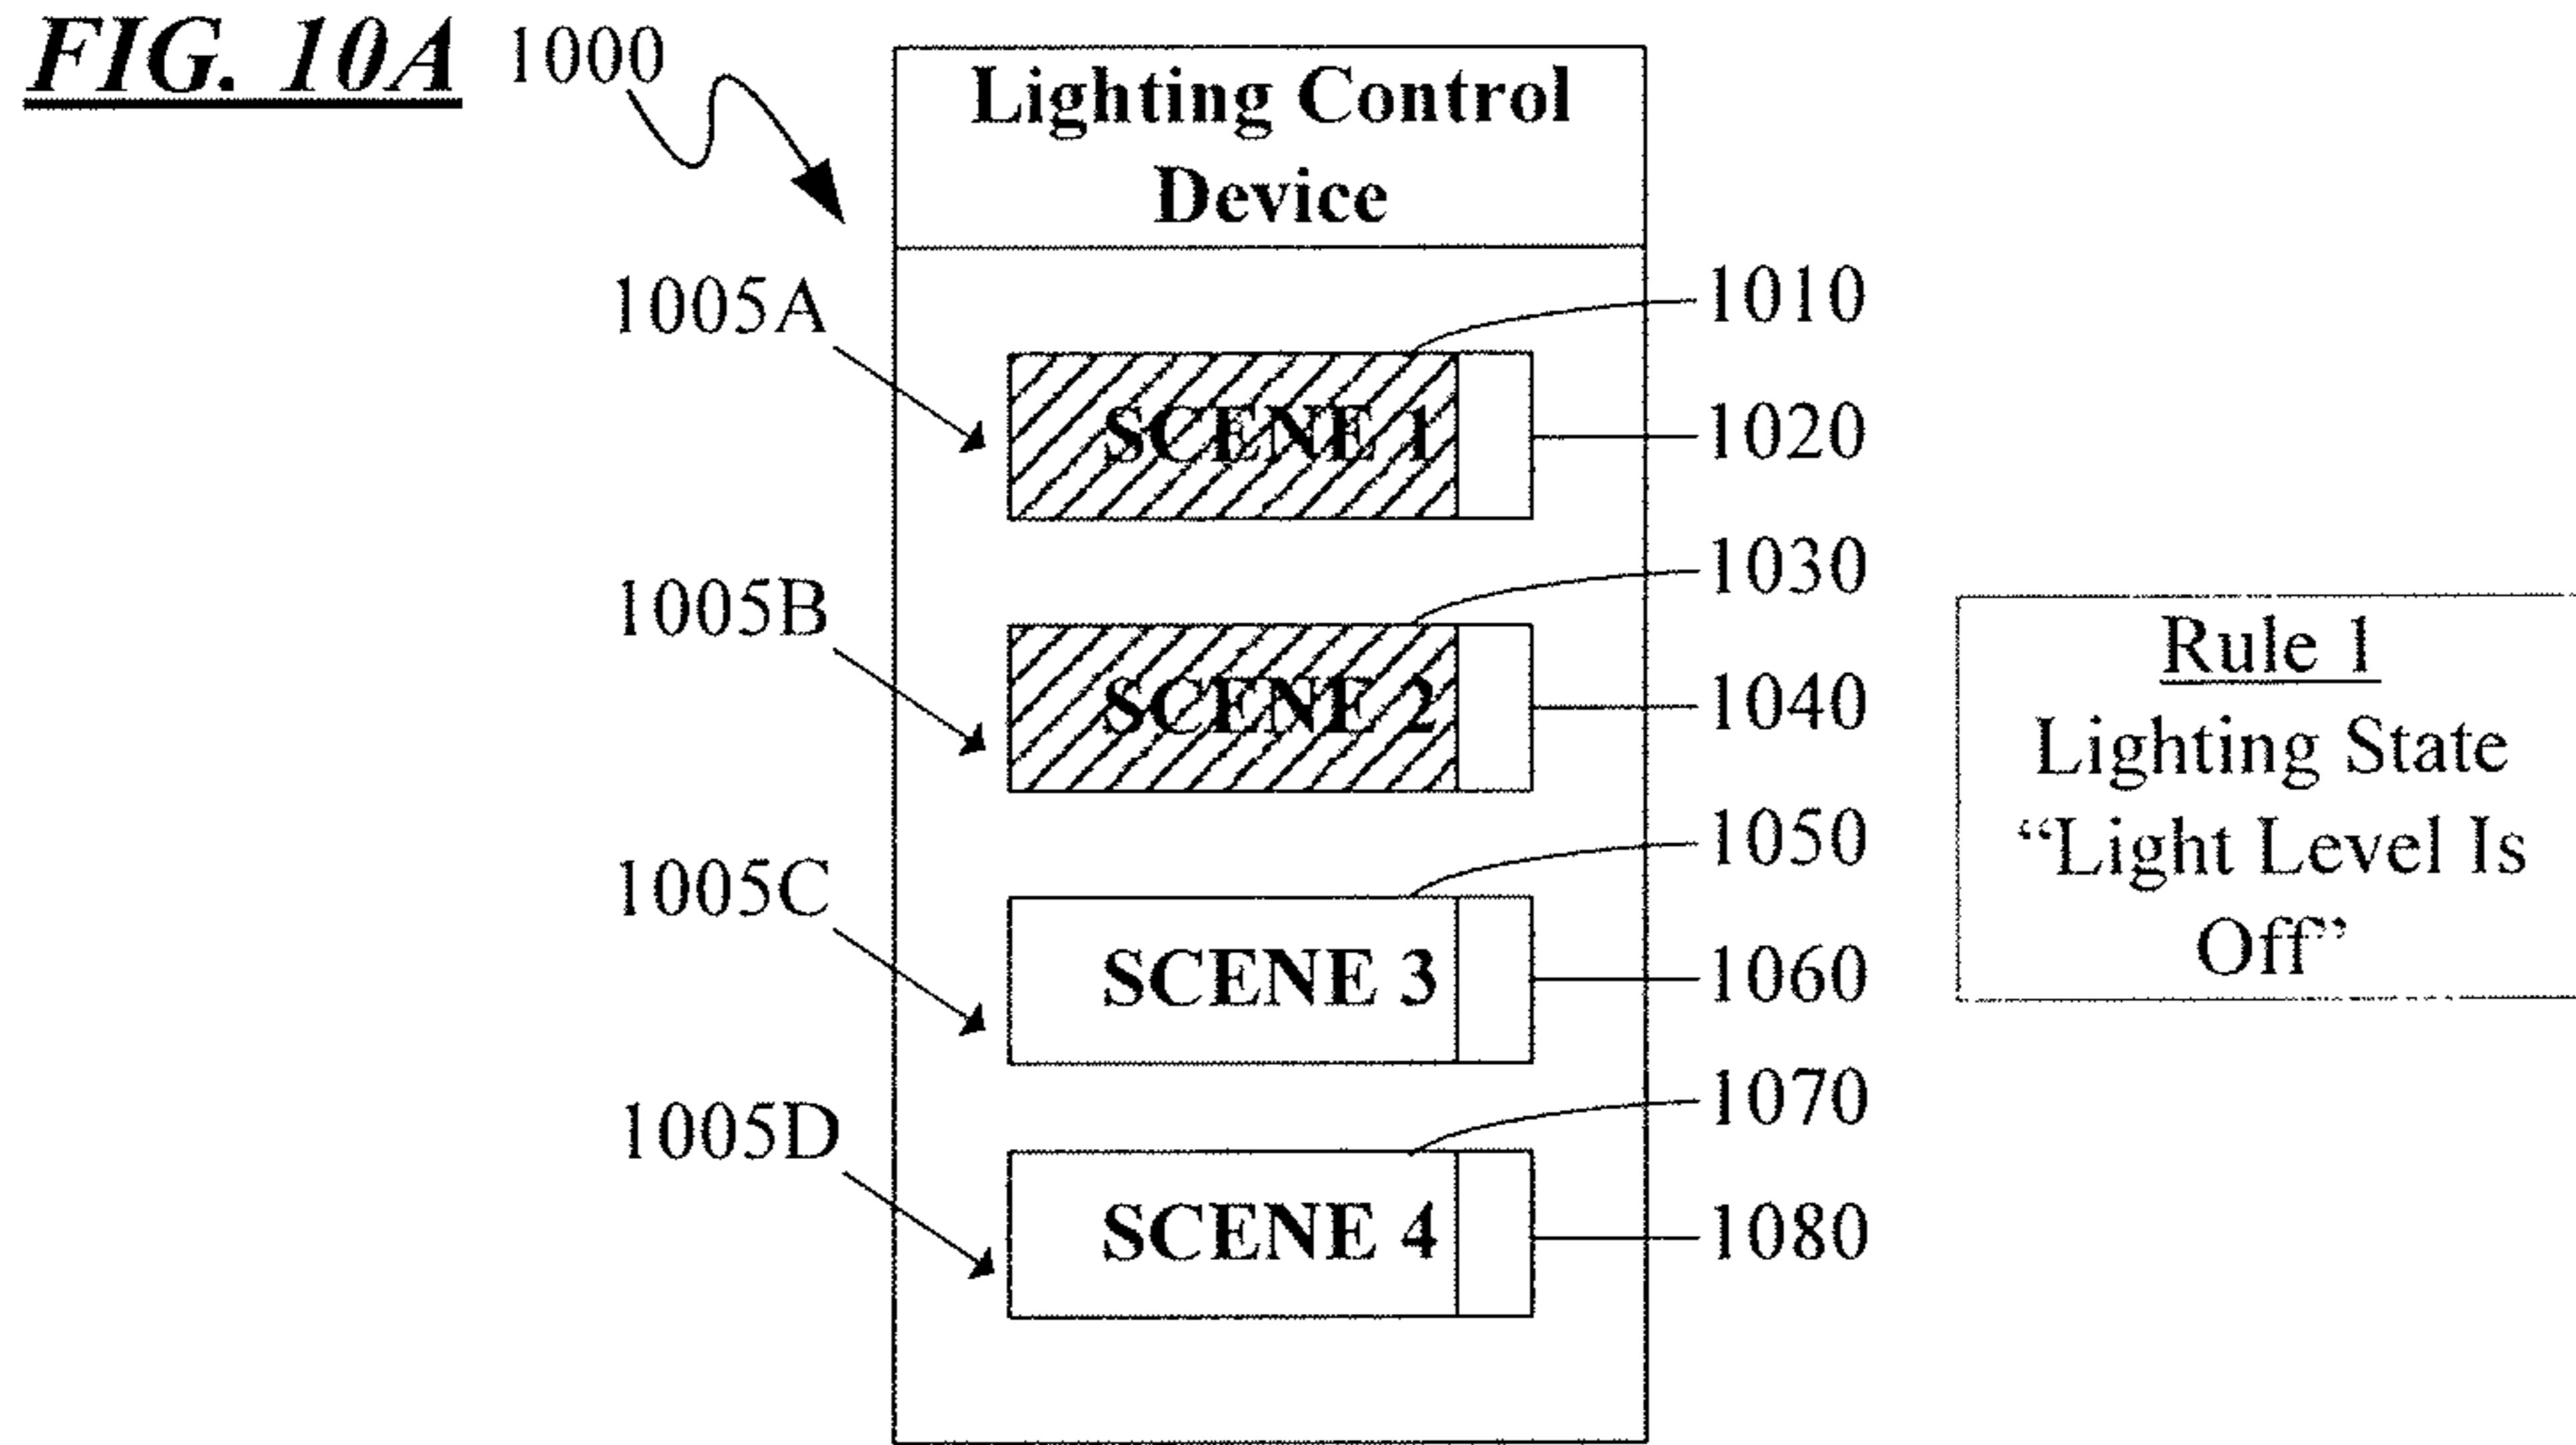 FIG. 10A
1000
Lighting Control
Device
1005A
1010
SCENE 1
1020
1005B
1030
SCENE 2
1040
1005C
1050
SCENE 3
1060
1005D
1070
SCENE 4
1080
Rule 1
Lighting State
“Light Level Is
Off”